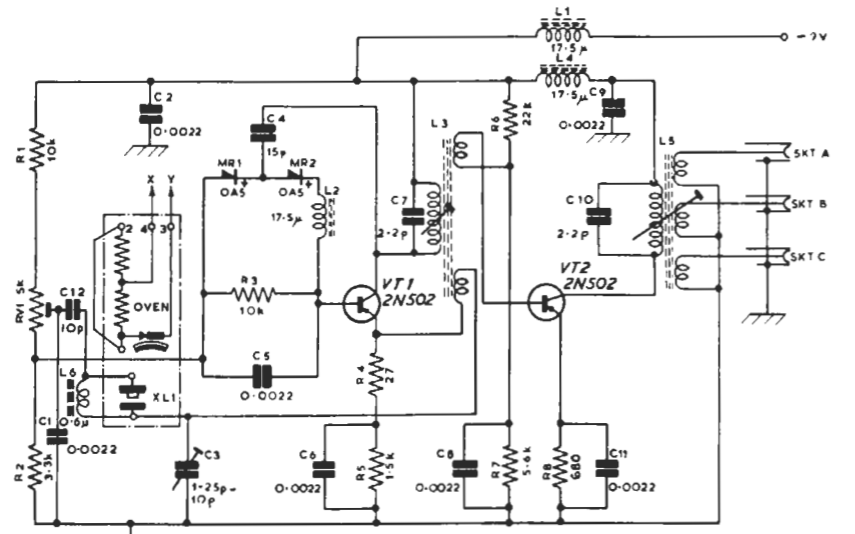 L1
-9V
17·5µ
L4
17·5µ
C9
0·0022
C2
0·0022
C4
15p
R6
22k
L3
L5
R1
10k
MR1
OA5
MR2
OA5
L2
17·5µ
C7
2·2p
C10
2·2p
SKT A
SKT B
SKT C
X
Y
2
4
3
OVEN
RV1 5k
C12
10p
R3
10k
VT1
2N502
VT2
2N502
C5
0·0022
R4
27
L6
0·6µ
XL1
C1
0·0022
R2
3·3k
C3
1·25p-
10p
C6
0·0022
R5
1·5k
C8
0·0022
R7
5·6k
R8
680
C11
0·0022